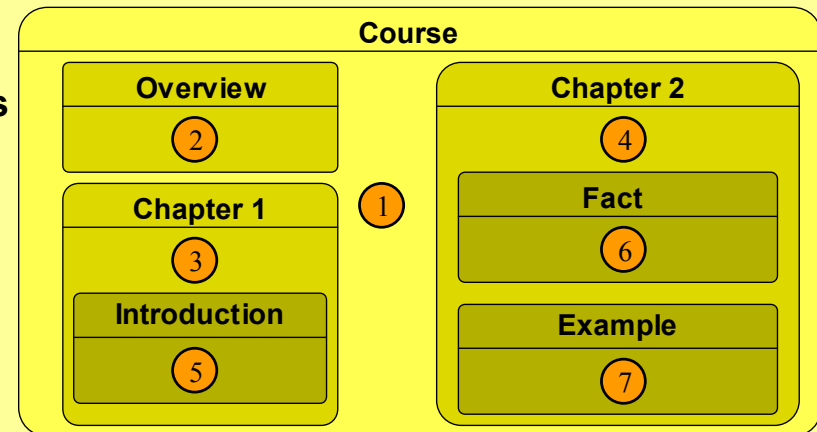 Course
Overview
2
Chapter 1
3
Introduction
5
1
Chapter 2
4
Fact
6
Example
7